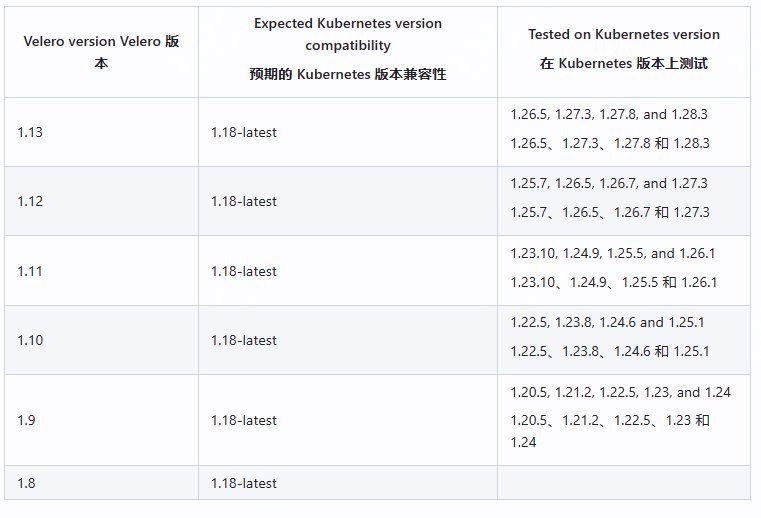 Velero version Velero 版
本
Expected Kubernetes version
compatibility
预期的 Kubernetes 版本兼容性
Tested on Kubernetes version
在 Kubernetes 版本上测试
1.13
1.18-latest
1.26.5, 1.27.3, 1.27.8, and 1.28.3
1.26.5、1.27.3、1.27.8 和 1.28.3
1.12
1.18-latest
1.25.7, 1.26.5, 1.26.7, and 1.27.3
1.25.7、1.26.5、1.26.7 和 1.27.3
1.11
1.18-latest
1.23.10, 1.24.9, 1.25.5, and 1.26.1
1.23.10、1.24.9、1.25.5 和 1.26.1
1.10
1.18-latest
1.22.5, 1.23.8, 1.24.6 and 1.25.1
1.22.5、1.23.8、1.24.6 和 1.25.1
1.9
1.18-latest
1.20.5, 1.21.2, 1.22.5, 1.23, and 1.24
1.20.5、1.21.2、1.22.5、1.23 和
1.24
1.8
1.18-latest